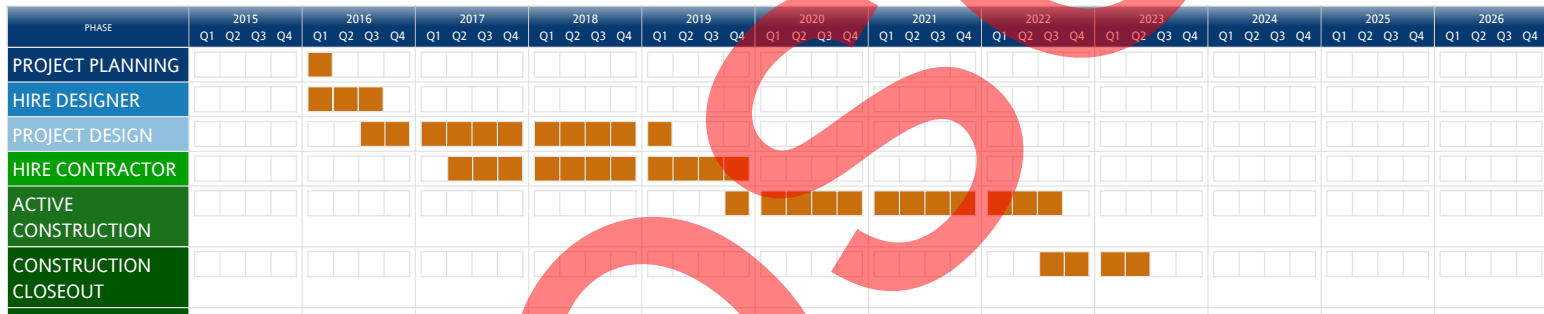 PHASE 2015 2016 2017 2018 2019 2020 2021 2022 2023 2024 2025 2026
Q1 Q2 Q3 Q4 Q1 Q2 Q3 Q4 Q1 Q2 Q3 Q4 Q1 Q2 Q3 Q4 Q1 Q2 Q3 Q4 Q1 Q2 Q3 Q4 Q1 Q2 Q3 Q4 Q1 Q2 Q3 Q4 Q1 Q2 Q3 Q4 Q1 Q2 Q3 Q4 Q1 Q2 Q3 Q4 Q1 Q2 Q3 Q4
PROJECT PLANNING
HIRE DESIGNER
PROJECT DESIGN
HIRE CONTRACTOR
ACTIVE
CONSTRUCTION
CONSTRUCTION
CLOSEOUT